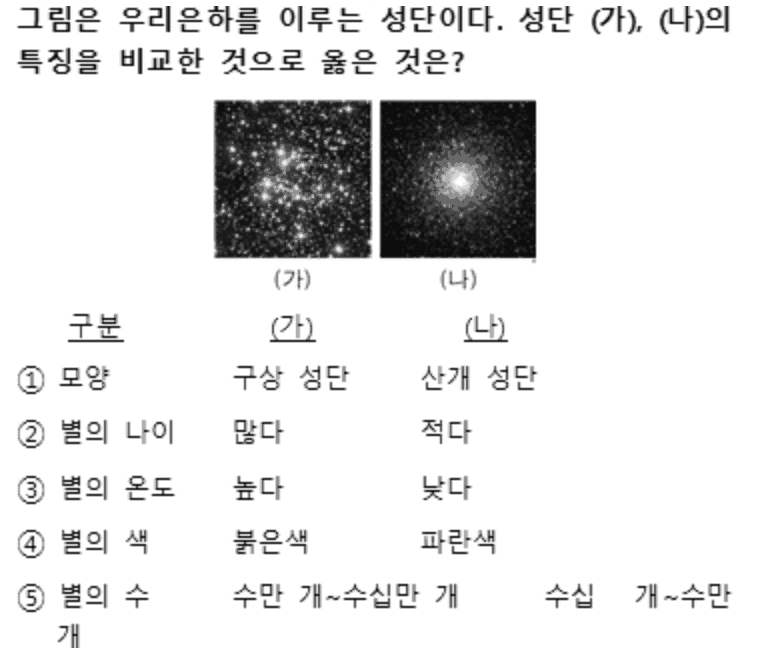 그림은 우리은하를 이루는 성단이다. 성단 (가), (나)의
특징을 비교한 것으로 옳은 것은?
(가) (나)
구분 (가) (나)
① 모양 구상 성단 산개 성단
② 별의 나이 많다 적다
③ 별의 온도 높다 낮다
④ 별의 색 붉은색 파란색
⑤ 별의 수 수만 개~수십만 개 수십 개~수만
개